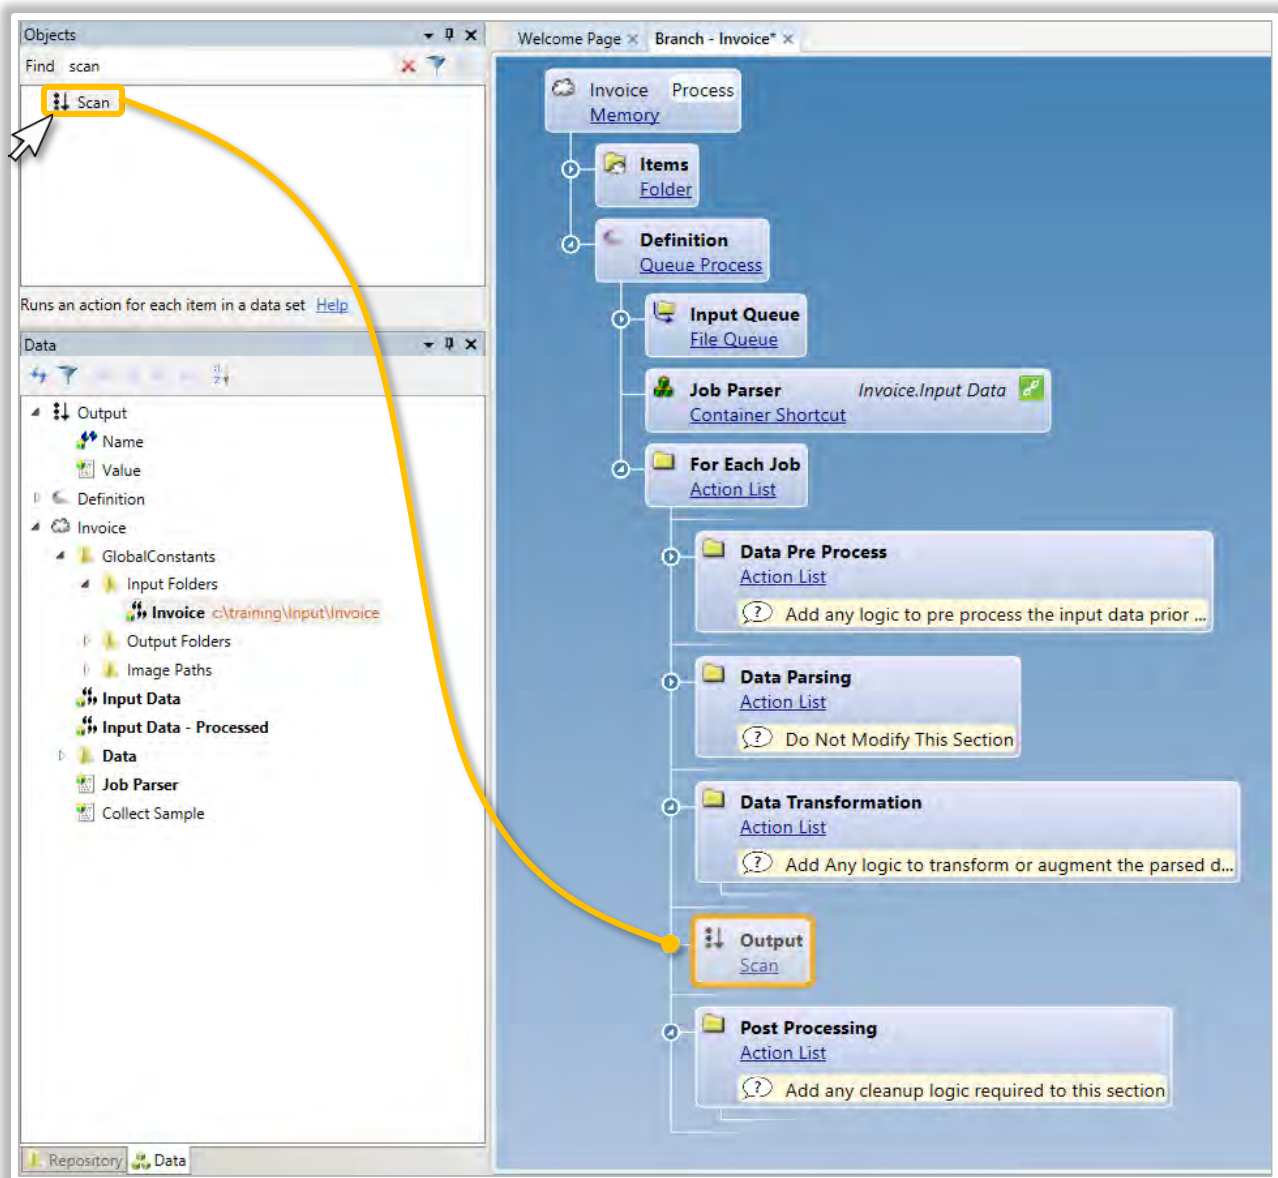 Objects
Find scan
Scan
Runs an action for each item in a data set Help
Data
Output
Name
Value
Definition
Invoice
GlobalConstants
Input Folders
Invoice c:\training\Input\Invoice
Output Folders
Image Paths
Input Data
Input Data - Processed
Data
Job Parser
Collect Sample
Repository
Data
Welcome Page
Branch - Invoice*
Invoice Process
Memory
Items
Folder
Definition
Queue Process
Input Queue
File Queue
Job Parser Invoice.Input Data
Container Shortcut
For Each Job
Action List
Data Pre Process
Action List
Add any logic to pre process the input data prior ...
Data Parsing
Action List
Do Not Modify This Section
Data Transformation
Action List
Add Any logic to transform or augment the parsed d...
Output
Scan
Post Processing
Action List
Add any cleanup logic required to this section